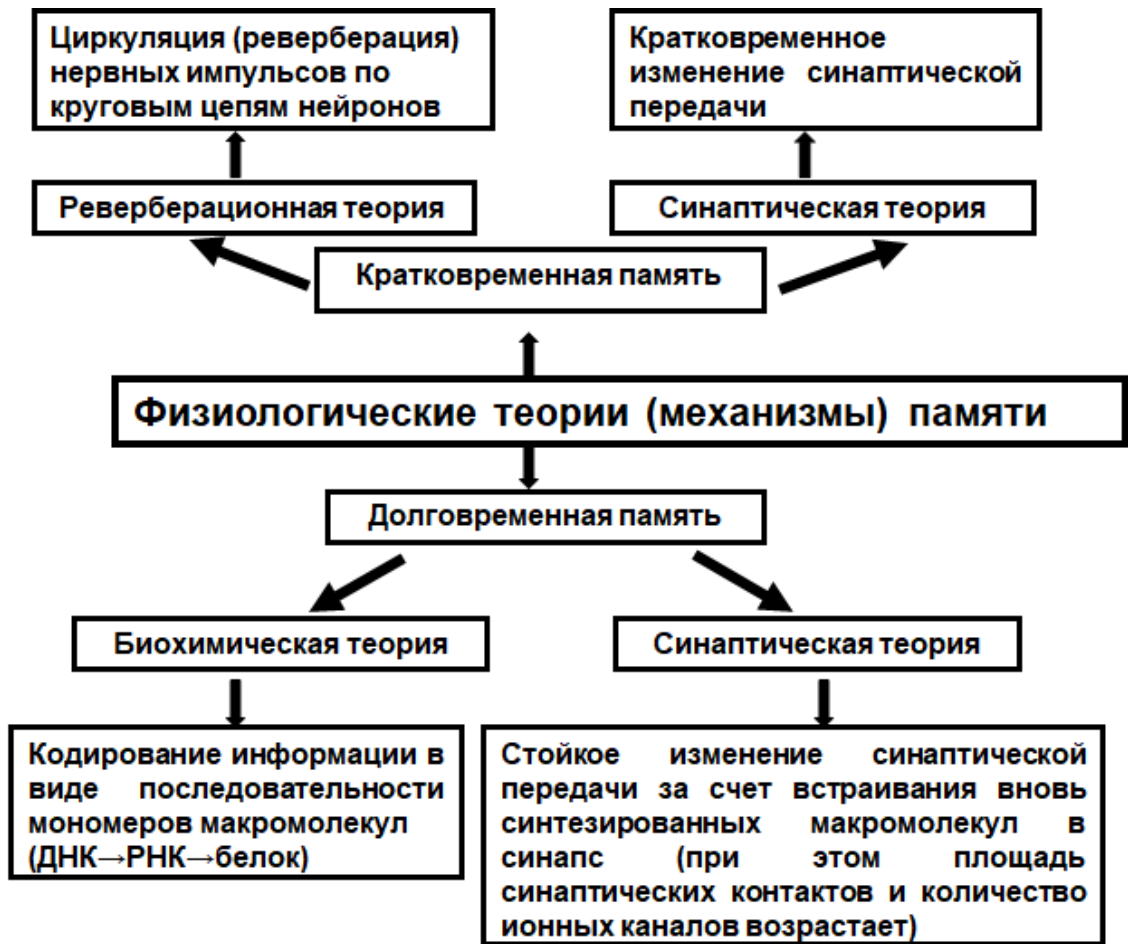 Циркуляция (реверберация)
нервных импульсов по
круговым цепям нейронов
Кратковременное
изменение синаптической
передачи
Реверберационная теория
Синаптическая теория
Кратковременная память
Физиологические теории (механизмы) памяти
Долговременная память
Биохимическая теория
Синаптическая теория
Кодирование информации в
виде последовательности
мономеров макромолекул
(ДНК→РНК→белок)
Стойкое изменение синаптической
передачи за счет встраивания вновь
синтезированных макромолекул в
синапс (при этом площадь
синаптических контактов и количество
ионных каналов возрастает)